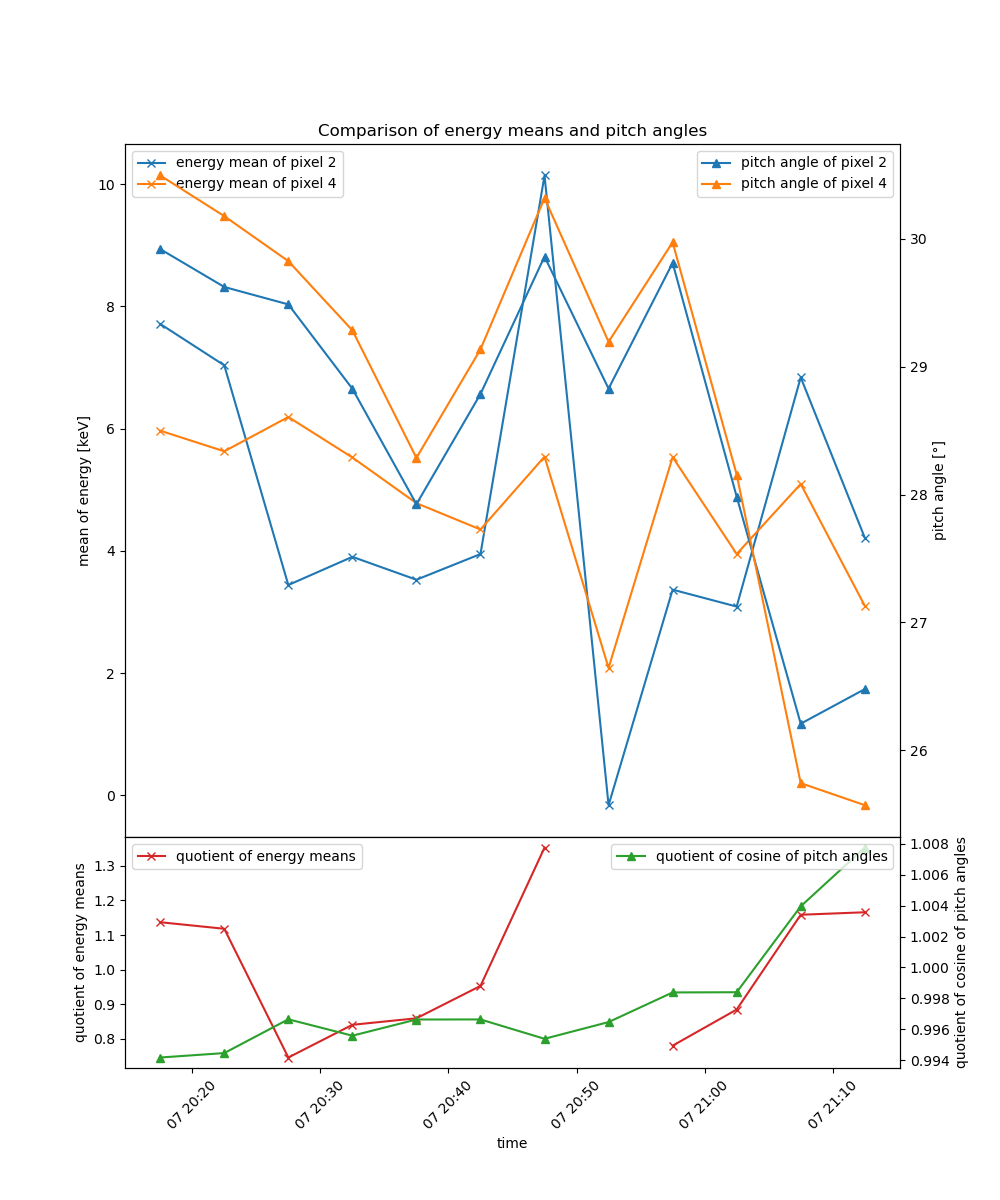 Comparison of energy means and pitch angles
energy mean of pixel 2
energy mean of pixel 4
pitch angle of pixel 2
pitch angle of pixel 4
10
8
6
4
2
0
mean of energy [keV]
30
29
28
27
26
pitch angle [°]
quotient of energy means
quotient of cosine of pitch angles
1.3
1.2
1.1
1.0
0.9
0.8
quotient of energy means
1.008
1.006
1.004
1.002
1.000
0.998
0.996
0.994
quotient of cosine of pitch angles
07 20:20
07 20:30
07 20:40
07 20:50
07 21:00
07 21:10
time